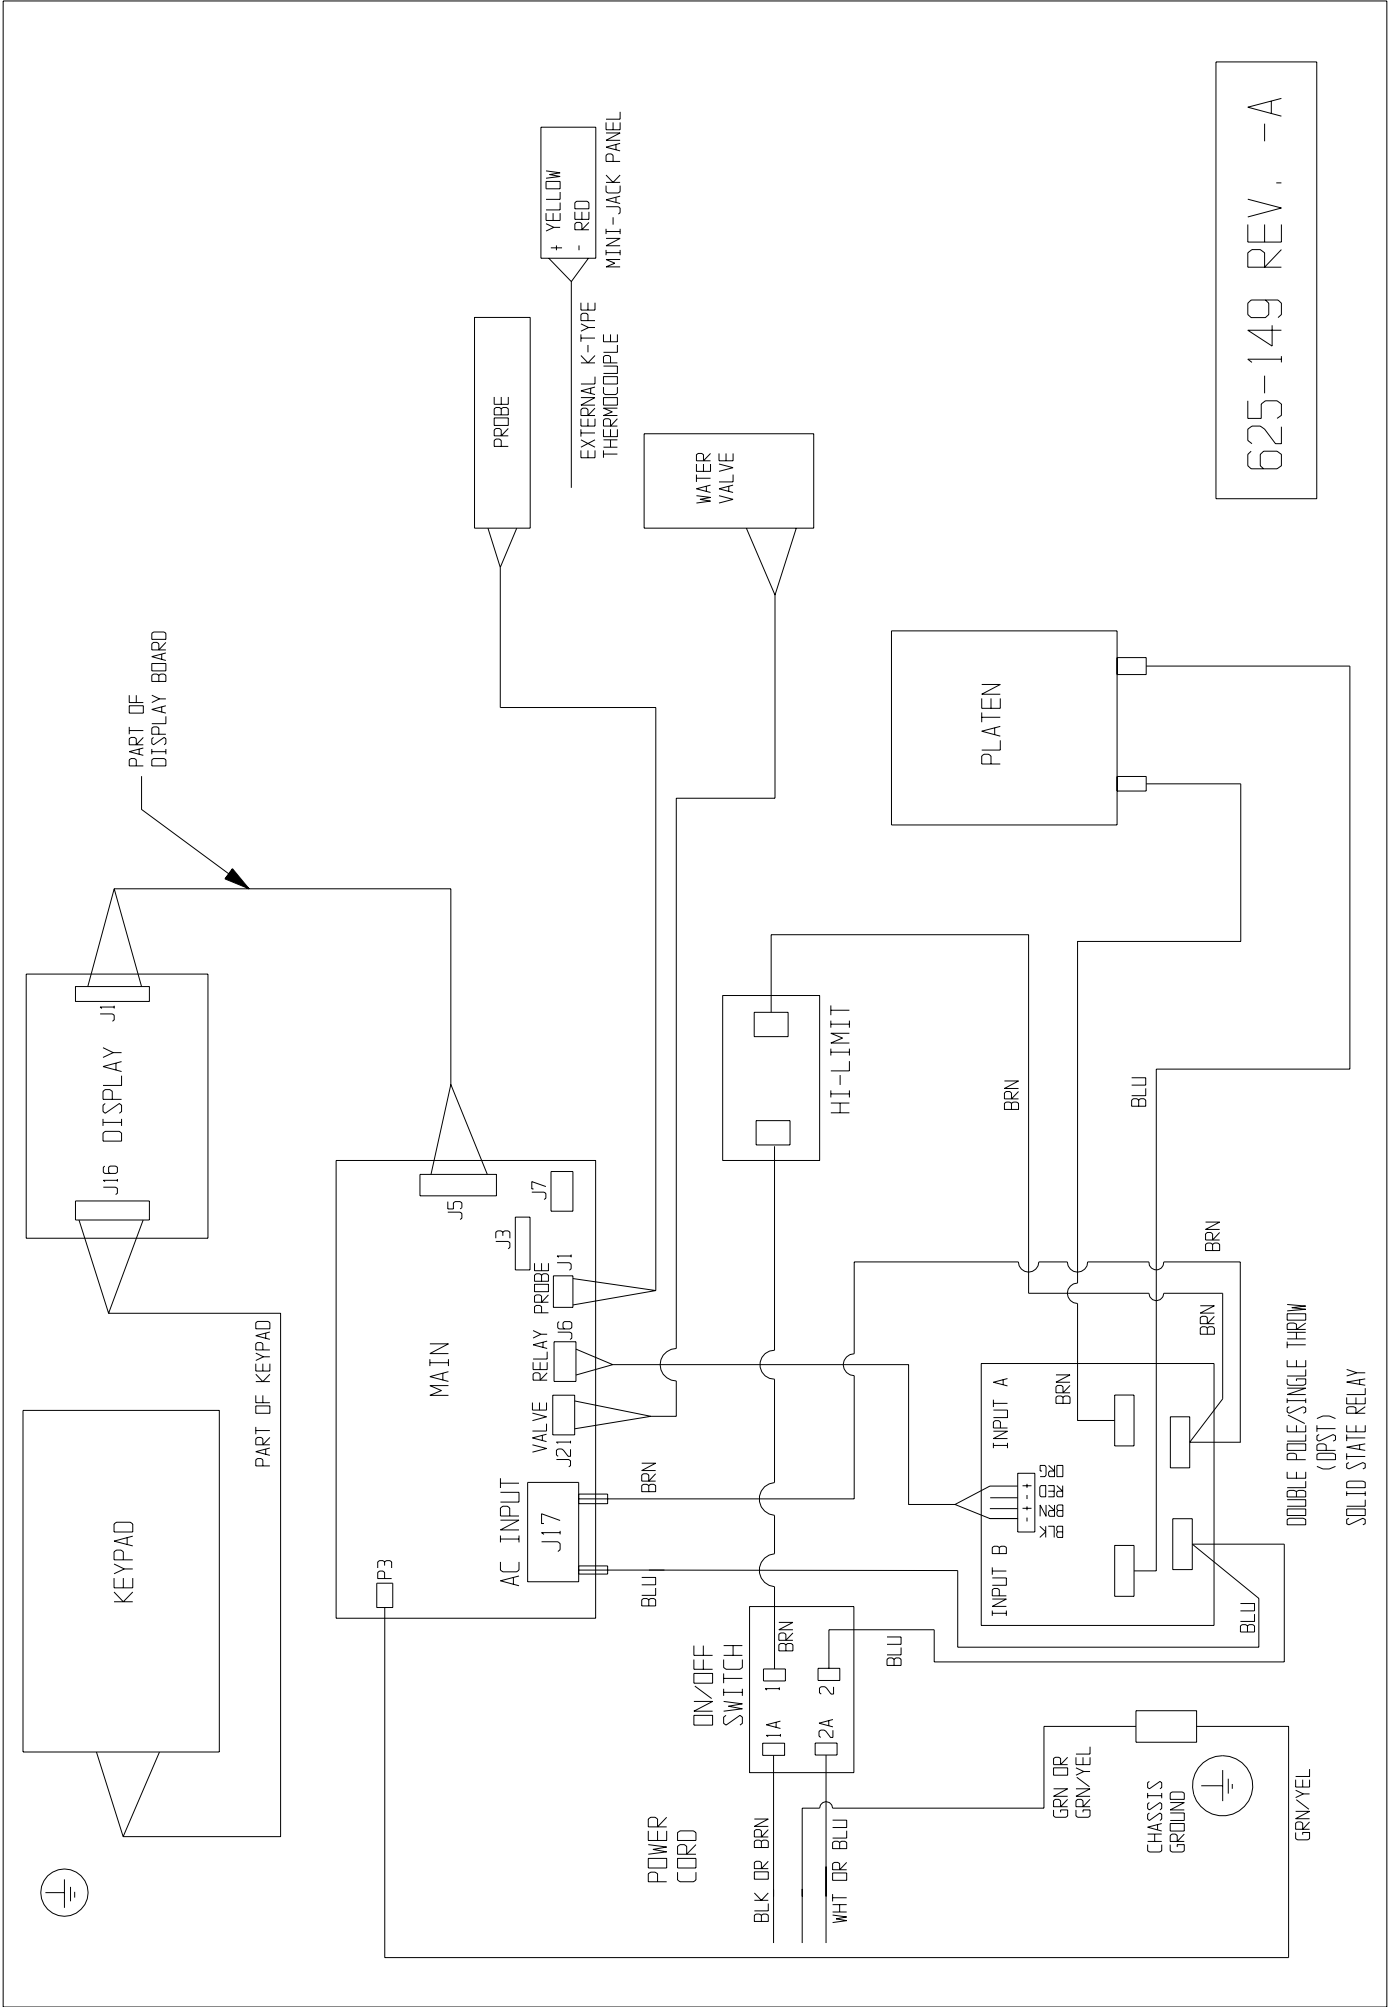 KEYPAD
PART OF KEYPAD
J16
DISPLAY
J1
PART OF
DISPLAY BOARD
P3
MAIN
J5
J3
J7
AC INPUT
J17
VALVE
J21
RELAY
J6
PROBE
J1
PROBE
+ YELLOW
- RED
MINI-JACK PANEL
EXTERNAL K-TYPE
THERMOCOUPLE
WATER
VALVE
POWER
CORD
BLK OR BRN
WHT OR BLU
ON/OFF
SWITCH
1A
1
2A
2
BRN
BLU
BLU
BRN
HI-LIMIT
BRN
BLU
PLATEN
GRN OR
GRN/YEL
CHASSIS
GROUND
GRN/YEL
INPUT B
INPUT A
- + - +
BLK
BRN
RED
ORG
BRN
BLU
BRN
BRN
DOUBLE POLE/SINGLE THROW
(DPST)
SOLID STATE RELAY
625-149 REV. -A